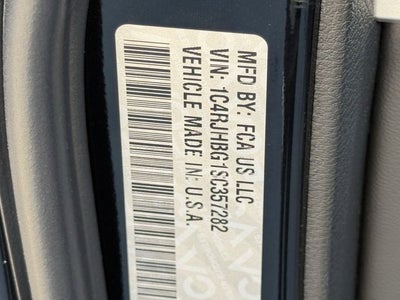 MFD BY: FCA US LLC
VIN: 1C4RJHBG1SC357282
VEHICLE MADE IN: U.S.A.